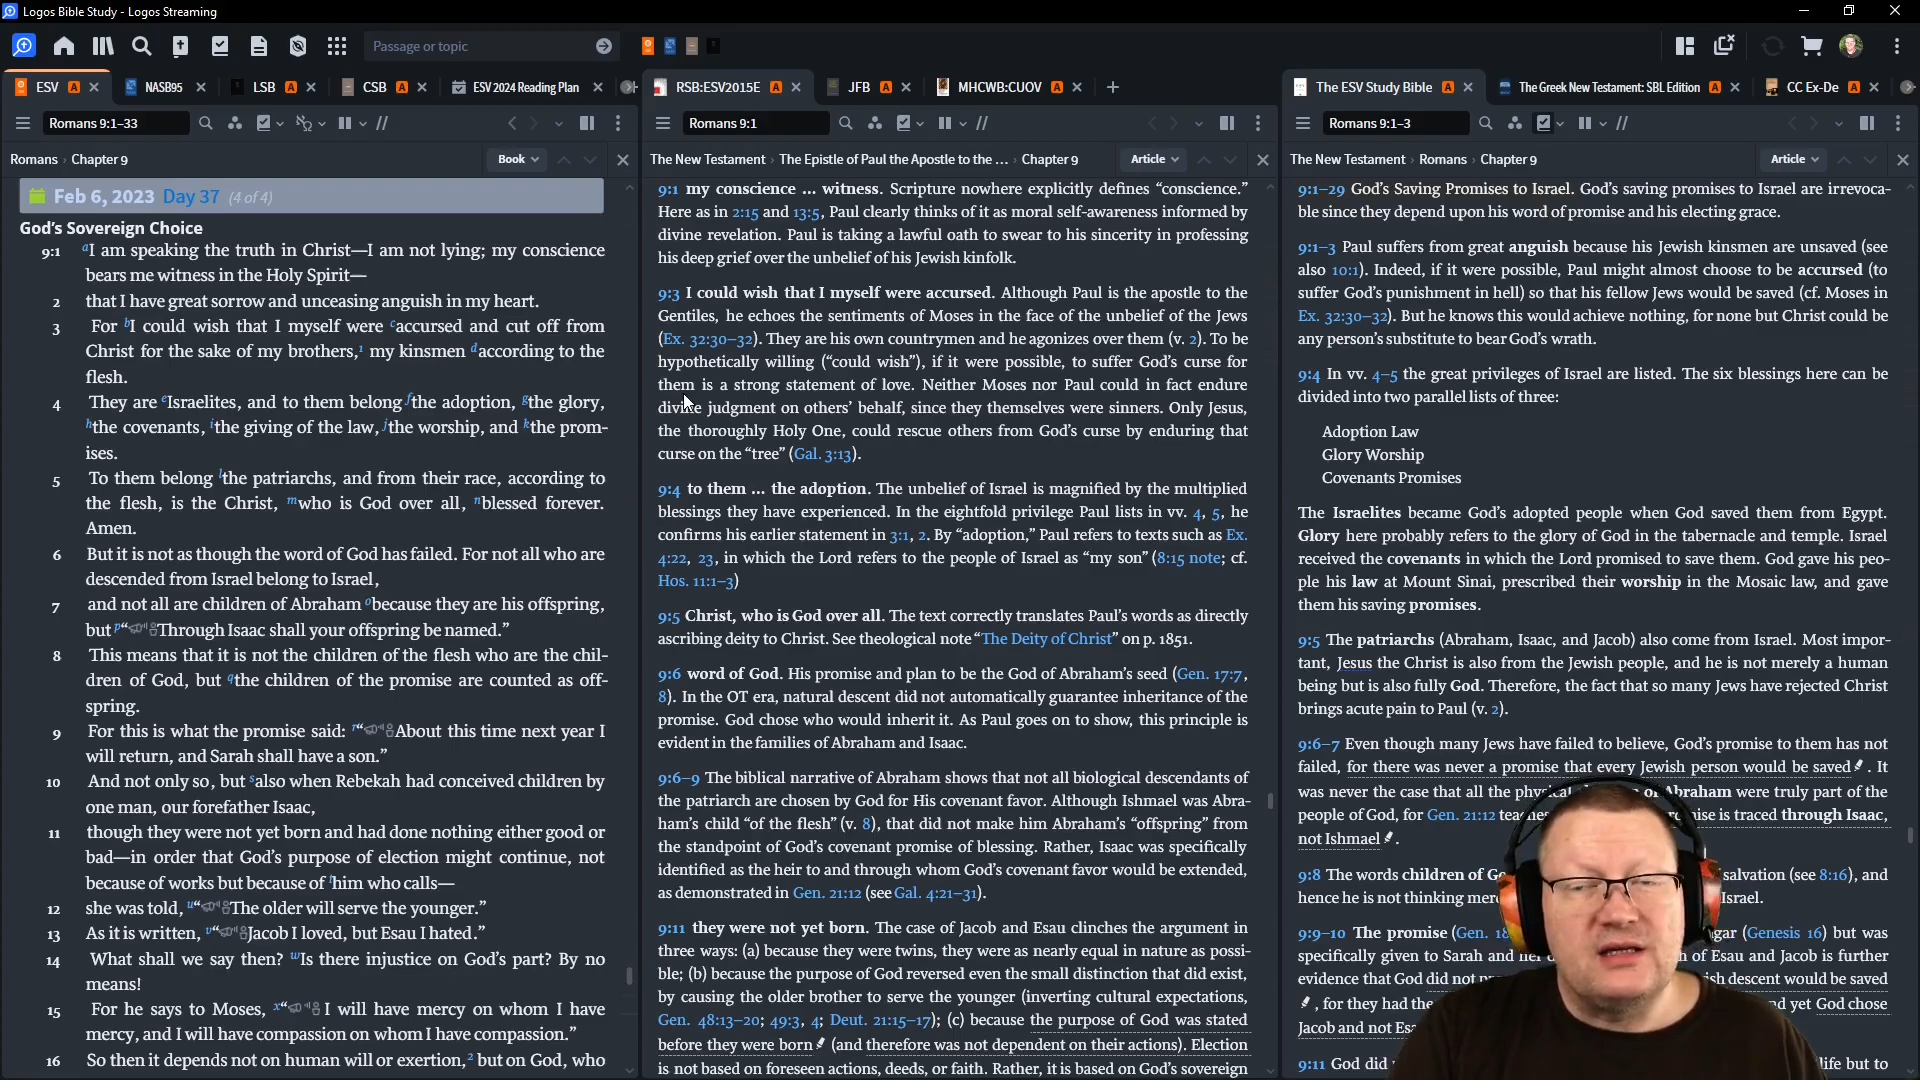 Logos Bible Study - Logos Streaming
Passage or topic
ESV A
NASB95
LSB A
CSB A
ESV 2024 Reading Plan
Romans 9:1–33
Romans › Chapter 9
Book
Feb 6, 2023 Day 37 (4 of 4)
God’s Sovereign Choice
9:1 aI am speaking the truth in Christ—I am not lying; my conscience
bears me witness in the Holy Spirit—
2 that I have great sorrow and unceasing anguish in my heart.
3 For bI could wish that I myself were caccursed and cut off from
Christ for the sake of my brothers,1 my kinsmen daccording to the
flesh.
4 They are eIsraelites, and to them belong fthe adoption, gthe glory,
hthe covenants, ithe giving of the law, jthe worship, and kthe prom-
ises.
5 To them belong lthe patriarchs, and from their race, according to
the flesh, is the Christ, mwho is God over all, nblessed forever.
Amen.
6 But it is not as though the word of God has failed. For not all who are
descended from Israel belong to Israel,
7 and not all are children of Abraham obecause they are his offspring,
but p“Through Isaac shall your offspring be named.”
8 This means that it is not the children of the flesh who are the chil-
dren of God, but qthe children of the promise are counted as off-
spring.
9 For this is what the promise said: r“About this time next year I
will return, and Sarah shall have a son.”
10 And not only so, but salso when Rebekah had conceived children by
one man, our forefather Isaac,
11 though they were not yet born and had done nothing either good or
bad—in order that God’s purpose of election might continue, not
because of works but because of thim who calls—
12 she was told, u“The older will serve the younger.”
13 As it is written, v“Jacob I loved, but Esau I hated.”
14 What shall we say then? wIs there injustice on God’s part? By no
means!
15 For he says to Moses, x“I will have mercy on whom I have
mercy, and I will have compassion on whom I have compassion.”
16 So then it depends not on human will or exertion,2 but on God, who
RSB:ESV2015E A
JFB A
MHCWB:CUOV A
Romans 9:1
The New Testament › The Epistle of Paul the Apostle to the ... › Chapter 9
Article
9:1 my conscience ... witness. Scripture nowhere explicitly defines “conscience.”
Here as in 2:15 and 13:5, Paul clearly thinks of it as moral self-awareness informed by
divine revelation. Paul is taking a lawful oath to swear to his sincerity in professing
his deep grief over the unbelief of his Jewish kinfolk.
9:3 I could wish that I myself were accursed. Although Paul is the apostle to the
Gentiles, he echoes the sentiments of Moses in the face of the unbelief of the Jews
(Ex. 32:30–32). They are his own countrymen and he agonizes over them (v. 2). To be
hypothetically willing (“could wish”), if it were possible, to suffer God’s curse for
them is a strong statement of love. Neither Moses nor Paul could in fact endure
divine judgment on others’ behalf, since they themselves were sinners. Only Jesus,
the thoroughly Holy One, could rescue others from God’s curse by enduring that
curse on the “tree” (Gal. 3:13).
9:4 to them ... the adoption. The unbelief of Israel is magnified by the multiplied
blessings they have experienced. In the eightfold privilege Paul lists in vv. 4, 5, he
confirms his earlier statement in 3:1, 2. By “adoption,” Paul refers to texts such as Ex.
4:22, 23, in which the Lord refers to the people of Israel as “my son” (8:15 note; cf.
Hos. 11:1–3)
9:5 Christ, who is God over all. The text correctly translates Paul’s words as directly
ascribing deity to Christ. See theological note “The Deity of Christ” on p. 1851.
9:6 word of God. His promise and plan to be the God of Abraham’s seed (Gen. 17:7,
8). In the OT era, natural descent did not automatically guarantee inheritance of the
promise. God chose who would inherit it. As Paul goes on to show, this principle is
evident in the families of Abraham and Isaac.
9:6–9 The biblical narrative of Abraham shows that not all biological descendants of
the patriarch are chosen by God for His covenant favor. Although Ishmael was Abra-
ham’s child “of the flesh” (v. 8), that did not make him Abraham’s “offspring” from
the standpoint of God’s covenant promise of blessing. Rather, Isaac was specifically
identified as the heir to and through whom God’s covenant favor would be extended,
as demonstrated in Gen. 21:12 (see Gal. 4:21–31).
9:11 they were not yet born. The case of Jacob and Esau clinches the argument in
three ways: (a) because they were twins, they were as nearly equal in nature as possi-
ble; (b) because the purpose of God reversed even the small distinction that did exist,
by causing the older brother to serve the younger (inverting cultural expectations,
Gen. 48:13–20; 49:3, 4; Deut. 21:15–17); (c) because the purpose of God was stated
before they were born (and therefore was not dependent on their actions). Election
is not based on foreseen actions, deeds, or faith. Rather, it is based on God’s sovereign
The ESV Study Bible A
The Greek New Testament: SBL Edition A
CC Ex-De A
Romans 9:1–3
The New Testament › Romans › Chapter 9
Article
9:1–29 God’s Saving Promises to Israel. God’s saving promises to Israel are irrevoca-
ble since they depend upon his word of promise and his electing grace.
9:1–3 Paul suffers from great anguish because his Jewish kinsmen are unsaved (see
also 10:1). Indeed, if it were possible, Paul might almost choose to be accursed (to
suffer God’s punishment in hell) so that his fellow Jews would be saved (cf. Moses in
Ex. 32:30–32). But he knows this would achieve nothing, for none but Christ could be
any person’s substitute to bear God’s wrath.
9:4 In vv. 4–5 the great privileges of Israel are listed. The six blessings here can be
divided into two parallel lists of three:
Adoption Law
Glory Worship
Covenants Promises
The Israelites became God’s adopted people when God saved them from Egypt.
Glory here probably refers to the glory of God in the tabernacle and temple. Israel
received the covenants in which the Lord promised to save them. God gave his peo-
ple his law at Mount Sinai, prescribed their worship in the Mosaic law, and gave
them his saving promises.
9:5 The patriarchs (Abraham, Isaac, and Jacob) also come from Israel. Most impor-
tant, Jesus the Christ is also from the Jewish people, and he is not merely a human
being but is also fully God. Therefore, the fact that so many Jews have rejected Christ
brings acute pain to Paul (v. 2).
9:6–7 Even though many Jews have failed to believe, God’s promise to them has not
failed, for there was never a promise that every Jewish person would be saved. It
was never the case that all the physical of Abraham were truly part of the
people of God, for Gen. 21:12 is traced through Isaac,
not Ishmael.
9:8 The words children of salvation (see 8:16), and
hence he is not thinking Israel.
9:9–10 The promise (Gen. (Genesis 16) but was
specifically given to Sarah and of Esau and Jacob is further
evidence that God did not descent would be saved
, for they had the and yet God chose
Jacob and not
9:11 God did life but to